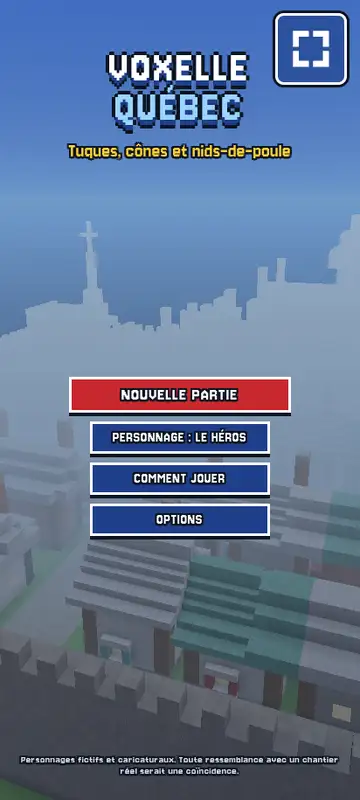 VOXELLE
QUÉBEC
Tuques, cônes et nids-de-poule
NOUVELLE PARTIE
PERSONNAGE : LE HÉROS
COMMENT JOUER
OPTIONS
Personnages fictifs et caricaturaux. Toute ressemblance avec un chantier
réel serait une coïncidence.